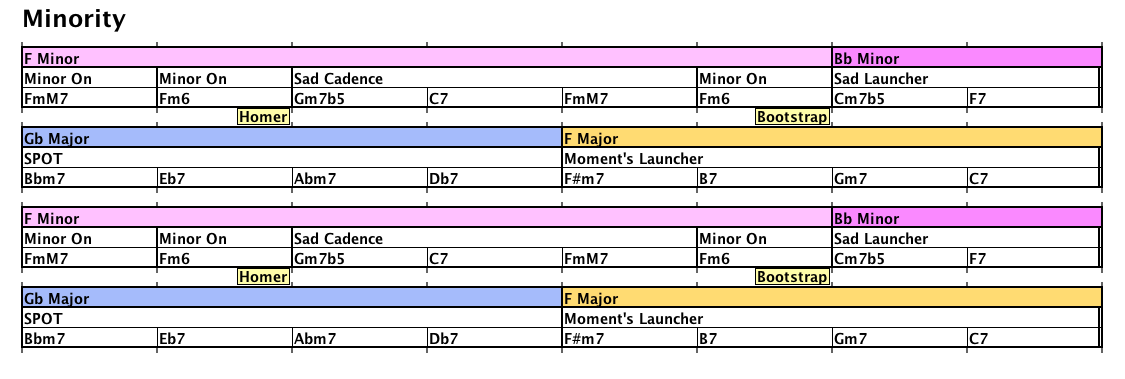 Minority
F Minor Bb Minor
Minor On Minor On Sad Cadence Minor On Sad Launcher
FmM7 Fm6 Gm7b5 C7 FmM7 Fm6 Cm7b5 F7
Homer Bootstrap
Gb Major F Major
SPOT Moment's Launcher
Bbm7 Eb7 Abm7 Db7 F#m7 B7 Gm7 C7
F Minor Bb Minor
Minor On Minor On Sad Cadence Minor On Sad Launcher
FmM7 Fm6 Gm7b5 C7 FmM7 Fm6 Cm7b5 F7
Homer Bootstrap
Gb Major F Major
SPOT Moment's Launcher
Bbm7 Eb7 Abm7 Db7 F#m7 B7 Gm7 C7